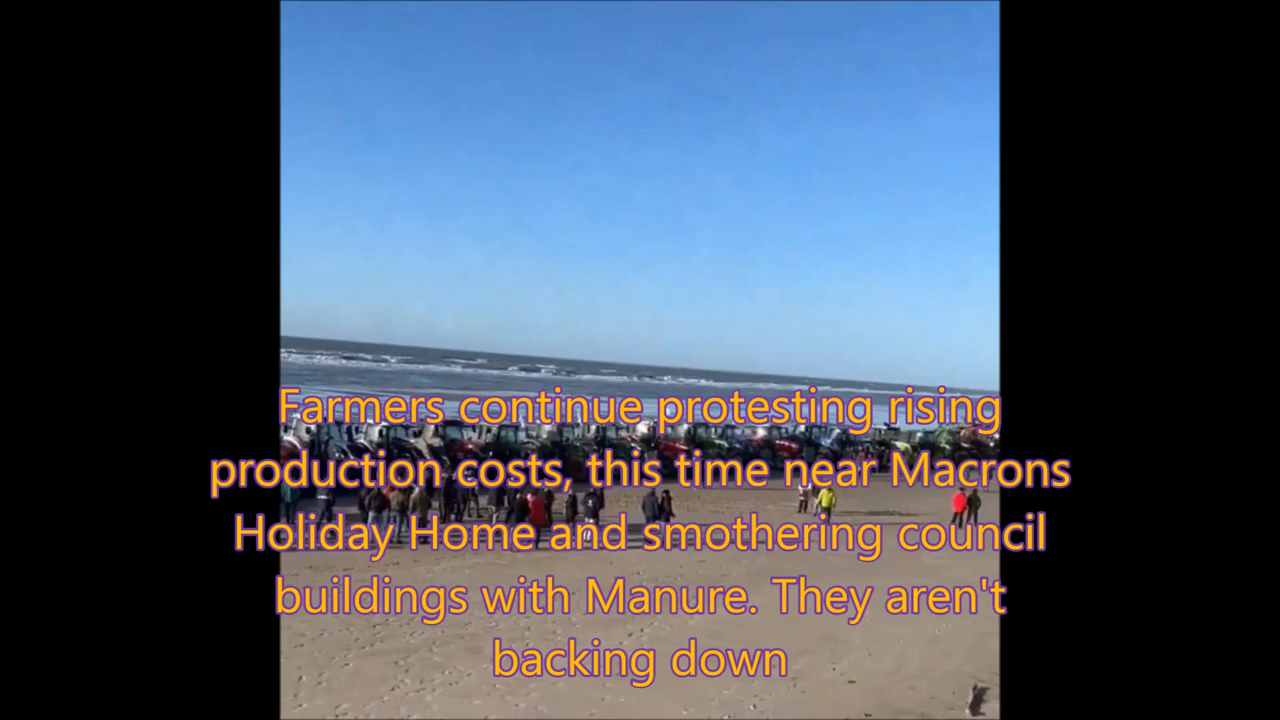 Farmers continue protesting rising
production costs, this time near Macrons
Holiday Home and smothering council
buildings with Manure. They aren't
backing down